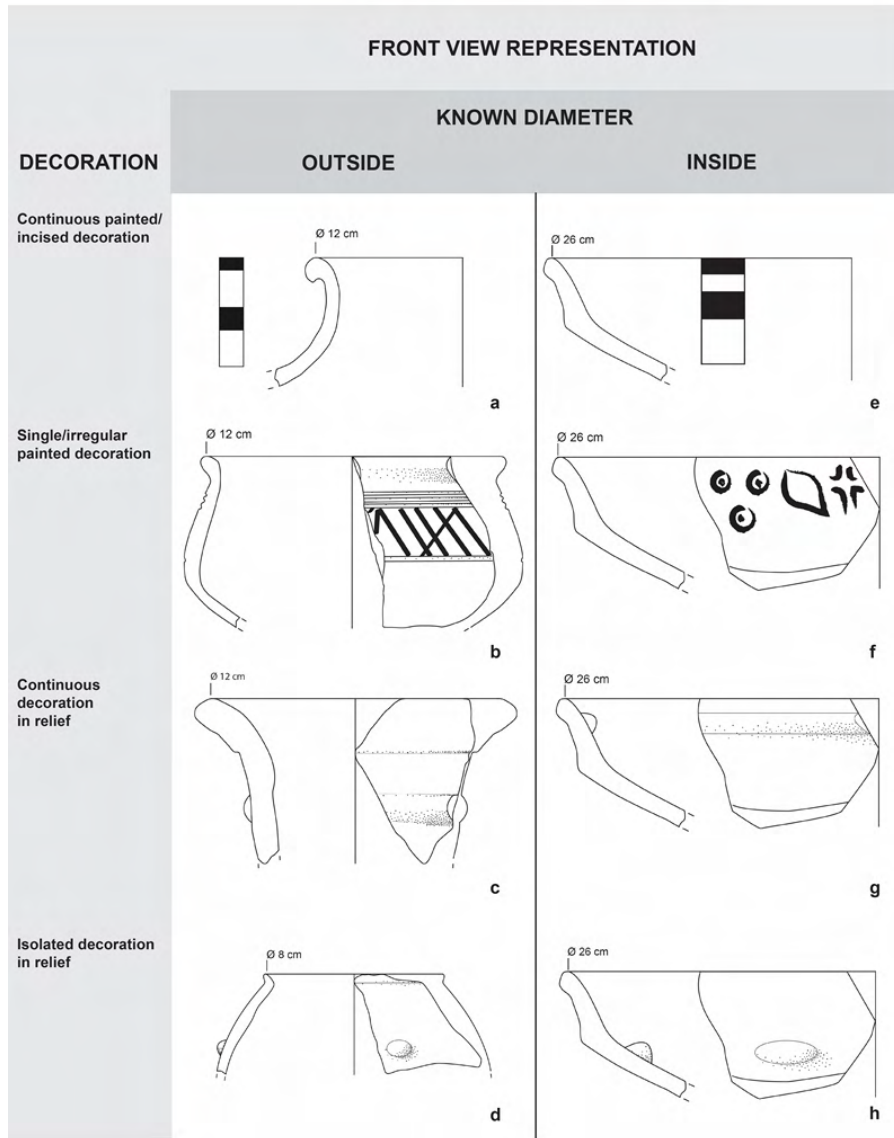 FRONT VIEW REPRESENTATION
KNOWN DIAMETER
DECORATION
OUTSIDE
INSIDE
Continuous painted/
incised decoration
Ø 12 cm
a
Ø 26 cm
e
Single/irregular
painted decoration
Ø 12 cm
b
Ø 26 cm
f
Continuous
decoration
in relief
Ø 12 cm
c
Ø 26 cm
g
Isolated decoration
in relief
Ø 8 cm
d
Ø 26 cm
h